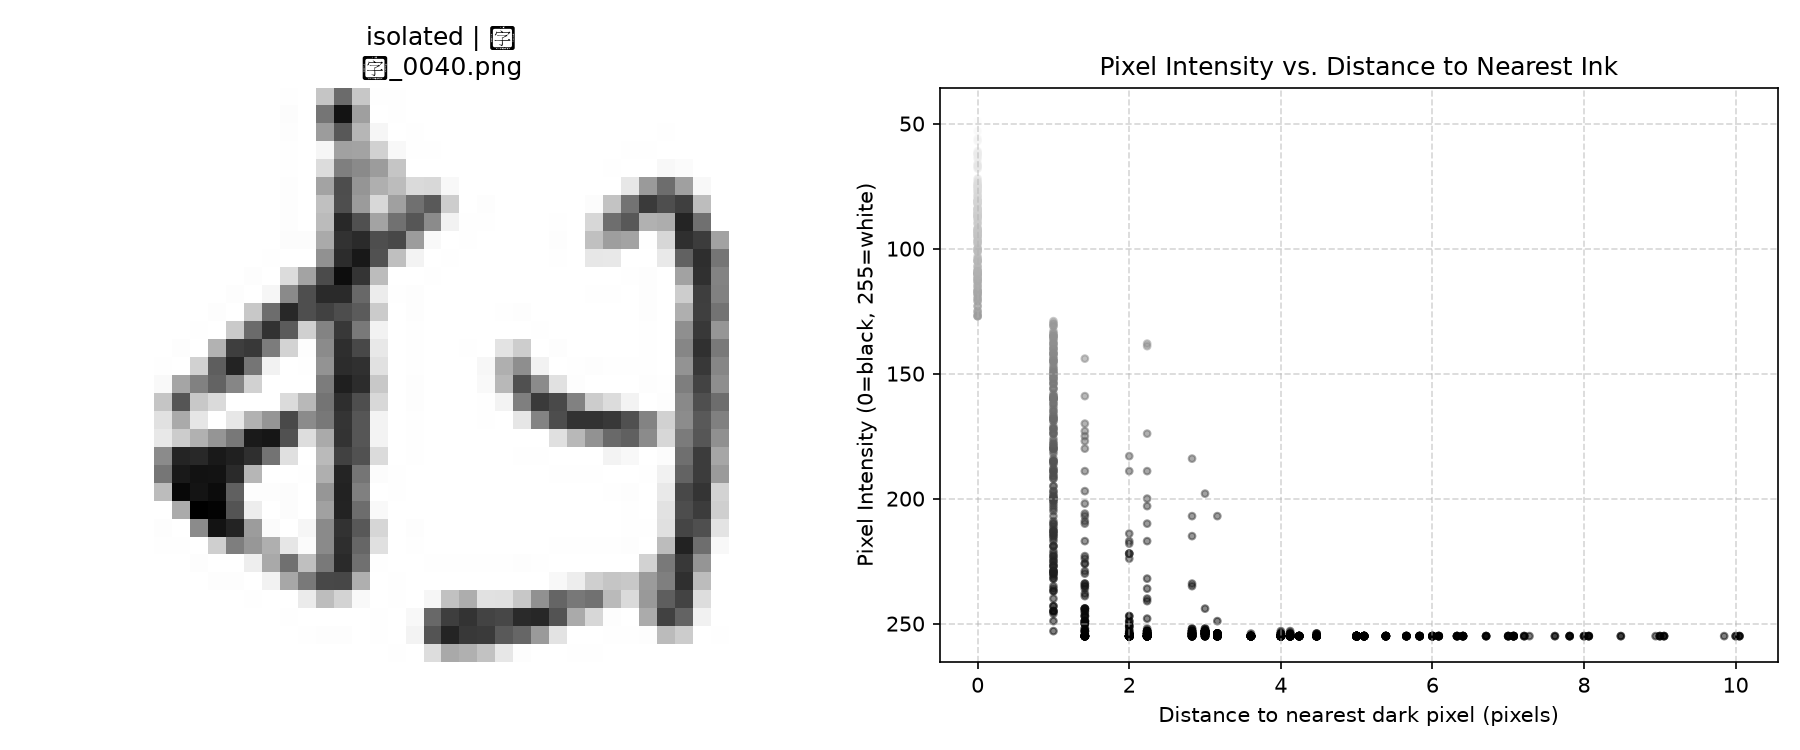 isolated |
_0040.png
扫
Pixel Intensity vs. Distance to Nearest Ink
Pixel Intensity (0=black, 255=white)
50
100
150
200
250
0 2 4 6 8 10
Distance to nearest dark pixel (pixels)